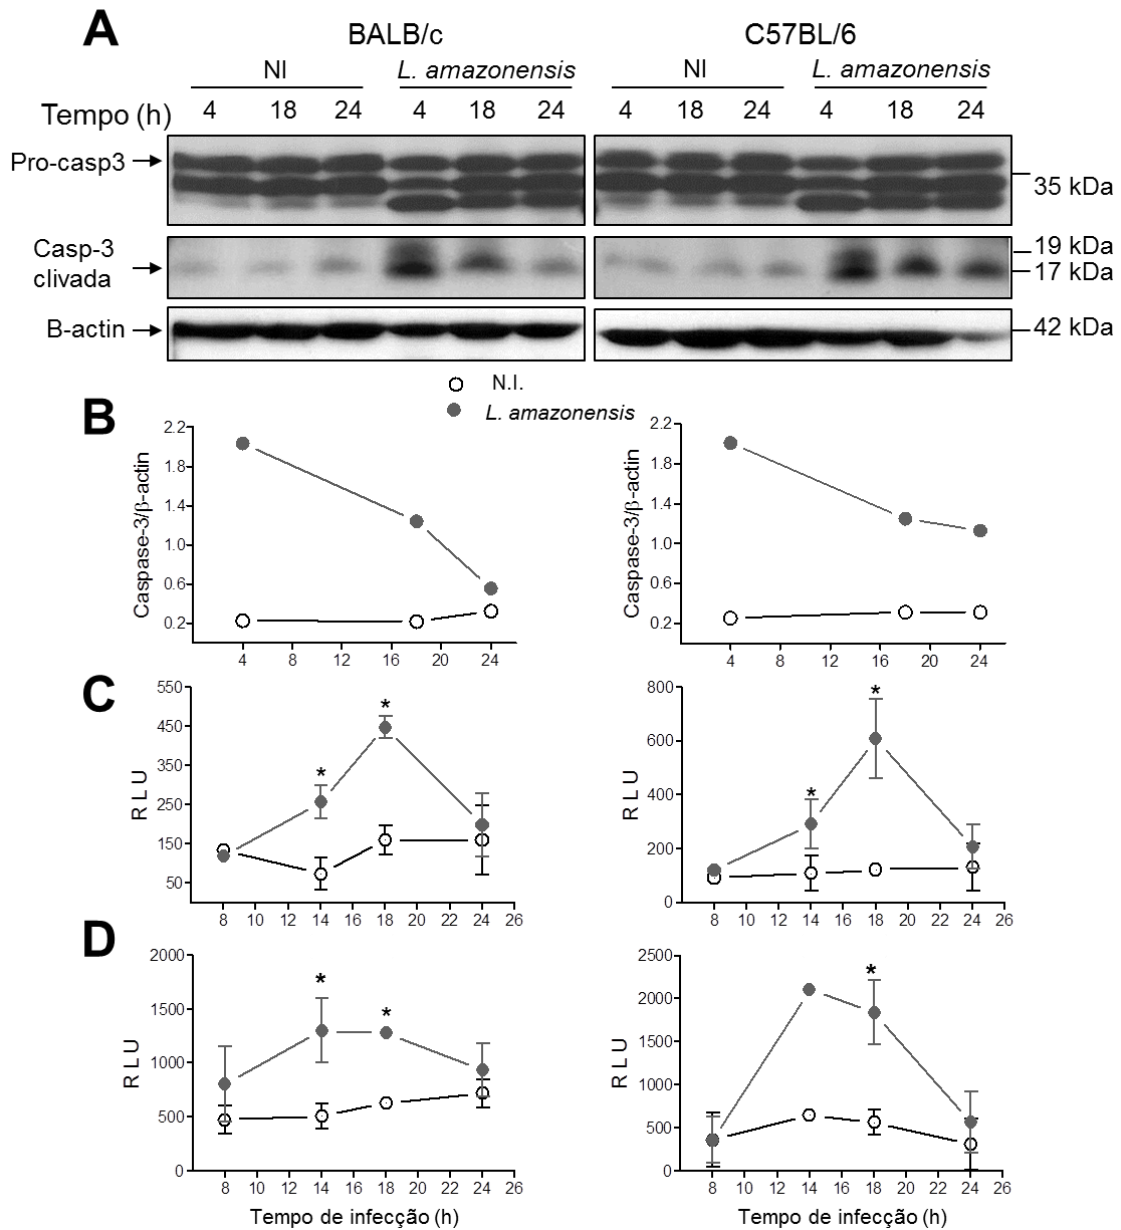 A
BALB/c C57BL/6
NI L. amazonensis NI L. amazonensis
Tempo (h) 4 18 24 4 18 24 4 18 24 4 18 24
Pro-casp3
35 kDa
Casp-3
clivada
19 kDa
17 kDa
B-actin
42 kDa
N.I.
L. amazonensis
B
Caspase-3/β-actin
2.2
1.8
1.4
1.0
0.6
0.2
4 8 12 16 20 24
Caspase-3/β-actin
2.2
1.8
1.4
1.0
0.6
0.2
4 8 12 16 20 24
C
R L U
550
450
350
250
150
50
* *
8 10 12 14 16 18 20 22 24 26
R L U
800
600
400
200
0
* *
8 10 12 14 16 18 20 22 24 26
D
R L U
2000
1500
1000
500
0
* *
8 10 12 14 16 18 20 22 24 26
Tempo de infecção (h)
R L U
2500
2000
1500
1000
500
0
*
8 10 12 14 16 18 20 22 24 26
Tempo de infecção (h)